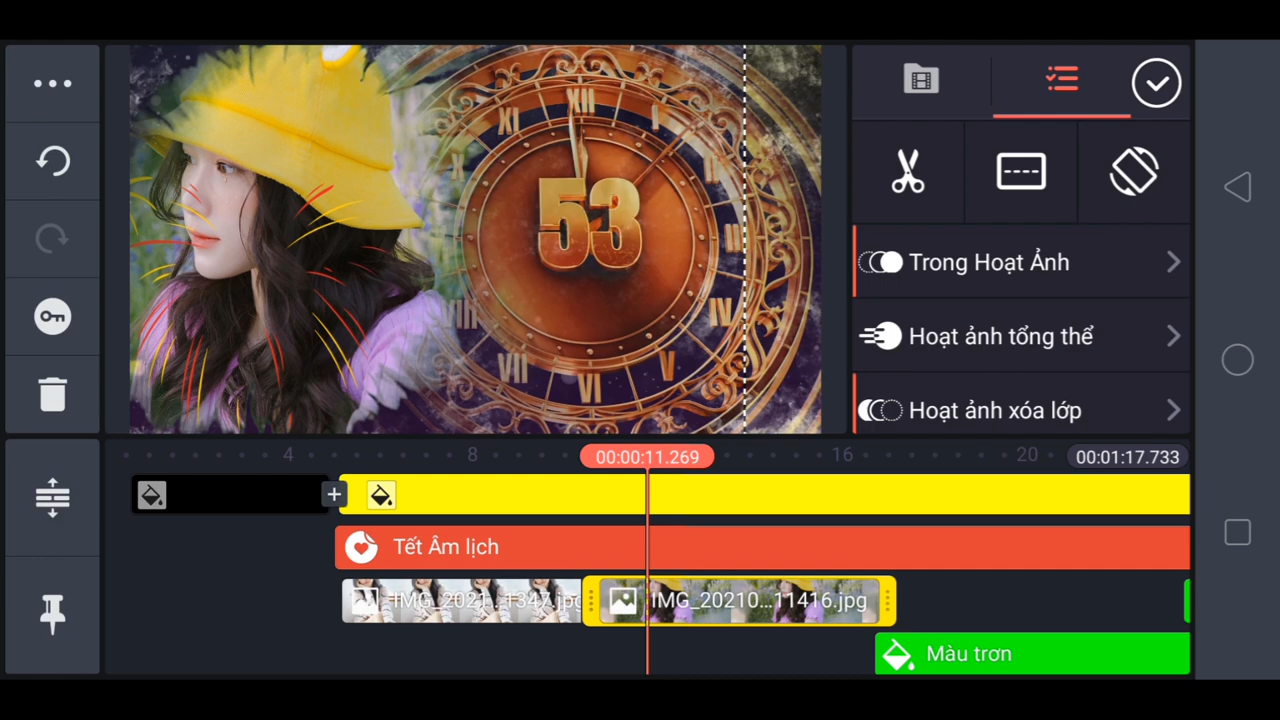 XII
XI
I
X
53
III
IV
VIII
VII
V
VI
Trong Hoạt Ảnh
Hoạt ảnh tổng thể
Hoạt ảnh xóa lớp
4
8
00:00:11.269
16
20
00:01:17.733
Tết Âm lịch
IMG_2021...1347.jpg
IMG_20210...11416.jpg
Màu trơn